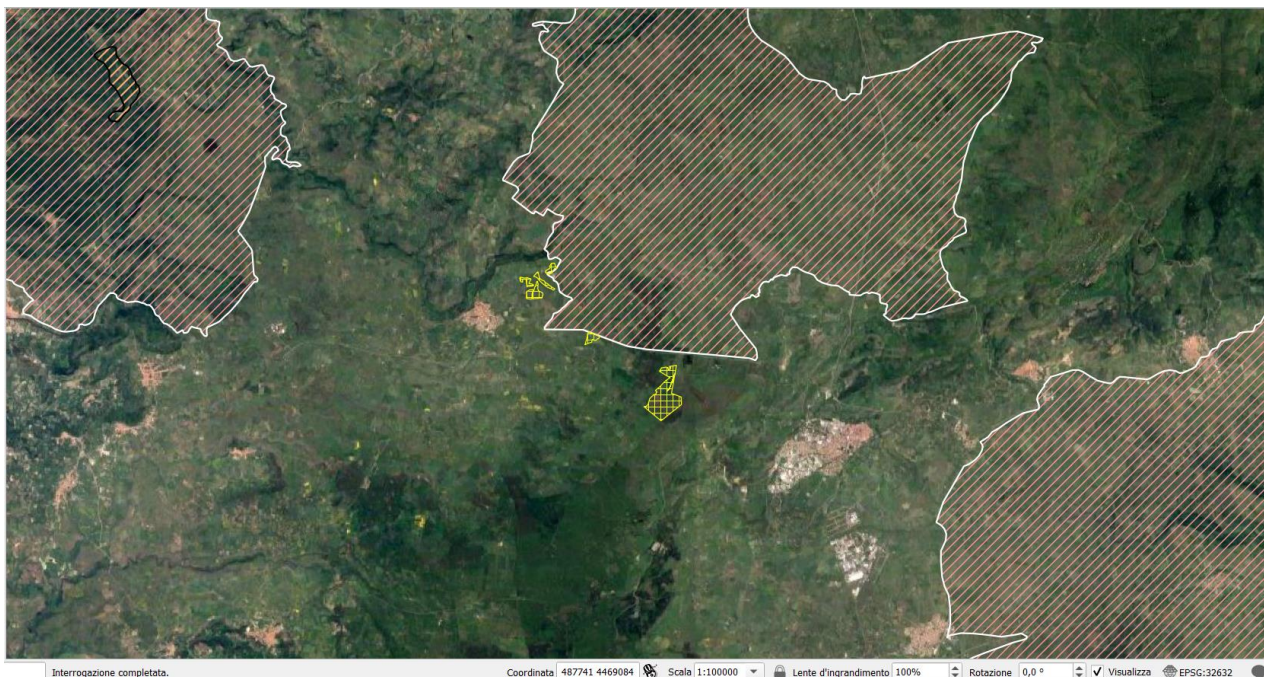 Interrogazione completata. Coordinata 487741 4469084 Scala 1:100000 Lente d'ingrandimento 100% Rotazione 0,0 ° Visualizza EPSG:32632